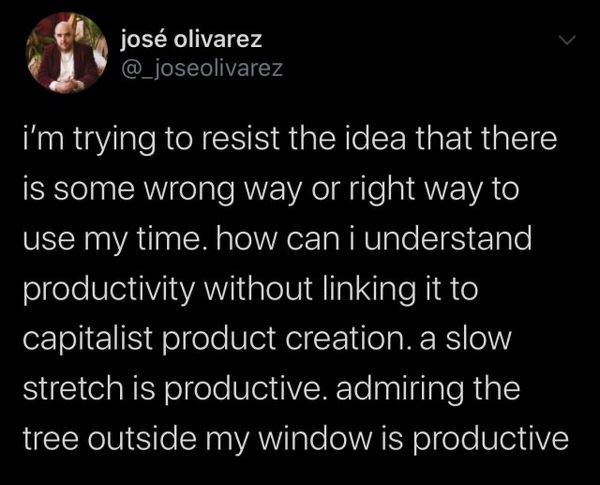 josé olivarez
@_joseolivarez
i'm trying to resist the idea that there
is some wrong way or right way to
use my time. how can i understand
productivity without linking it to
capitalist product creation. a slow
stretch is productive. admiring the
tree outside my window is productive